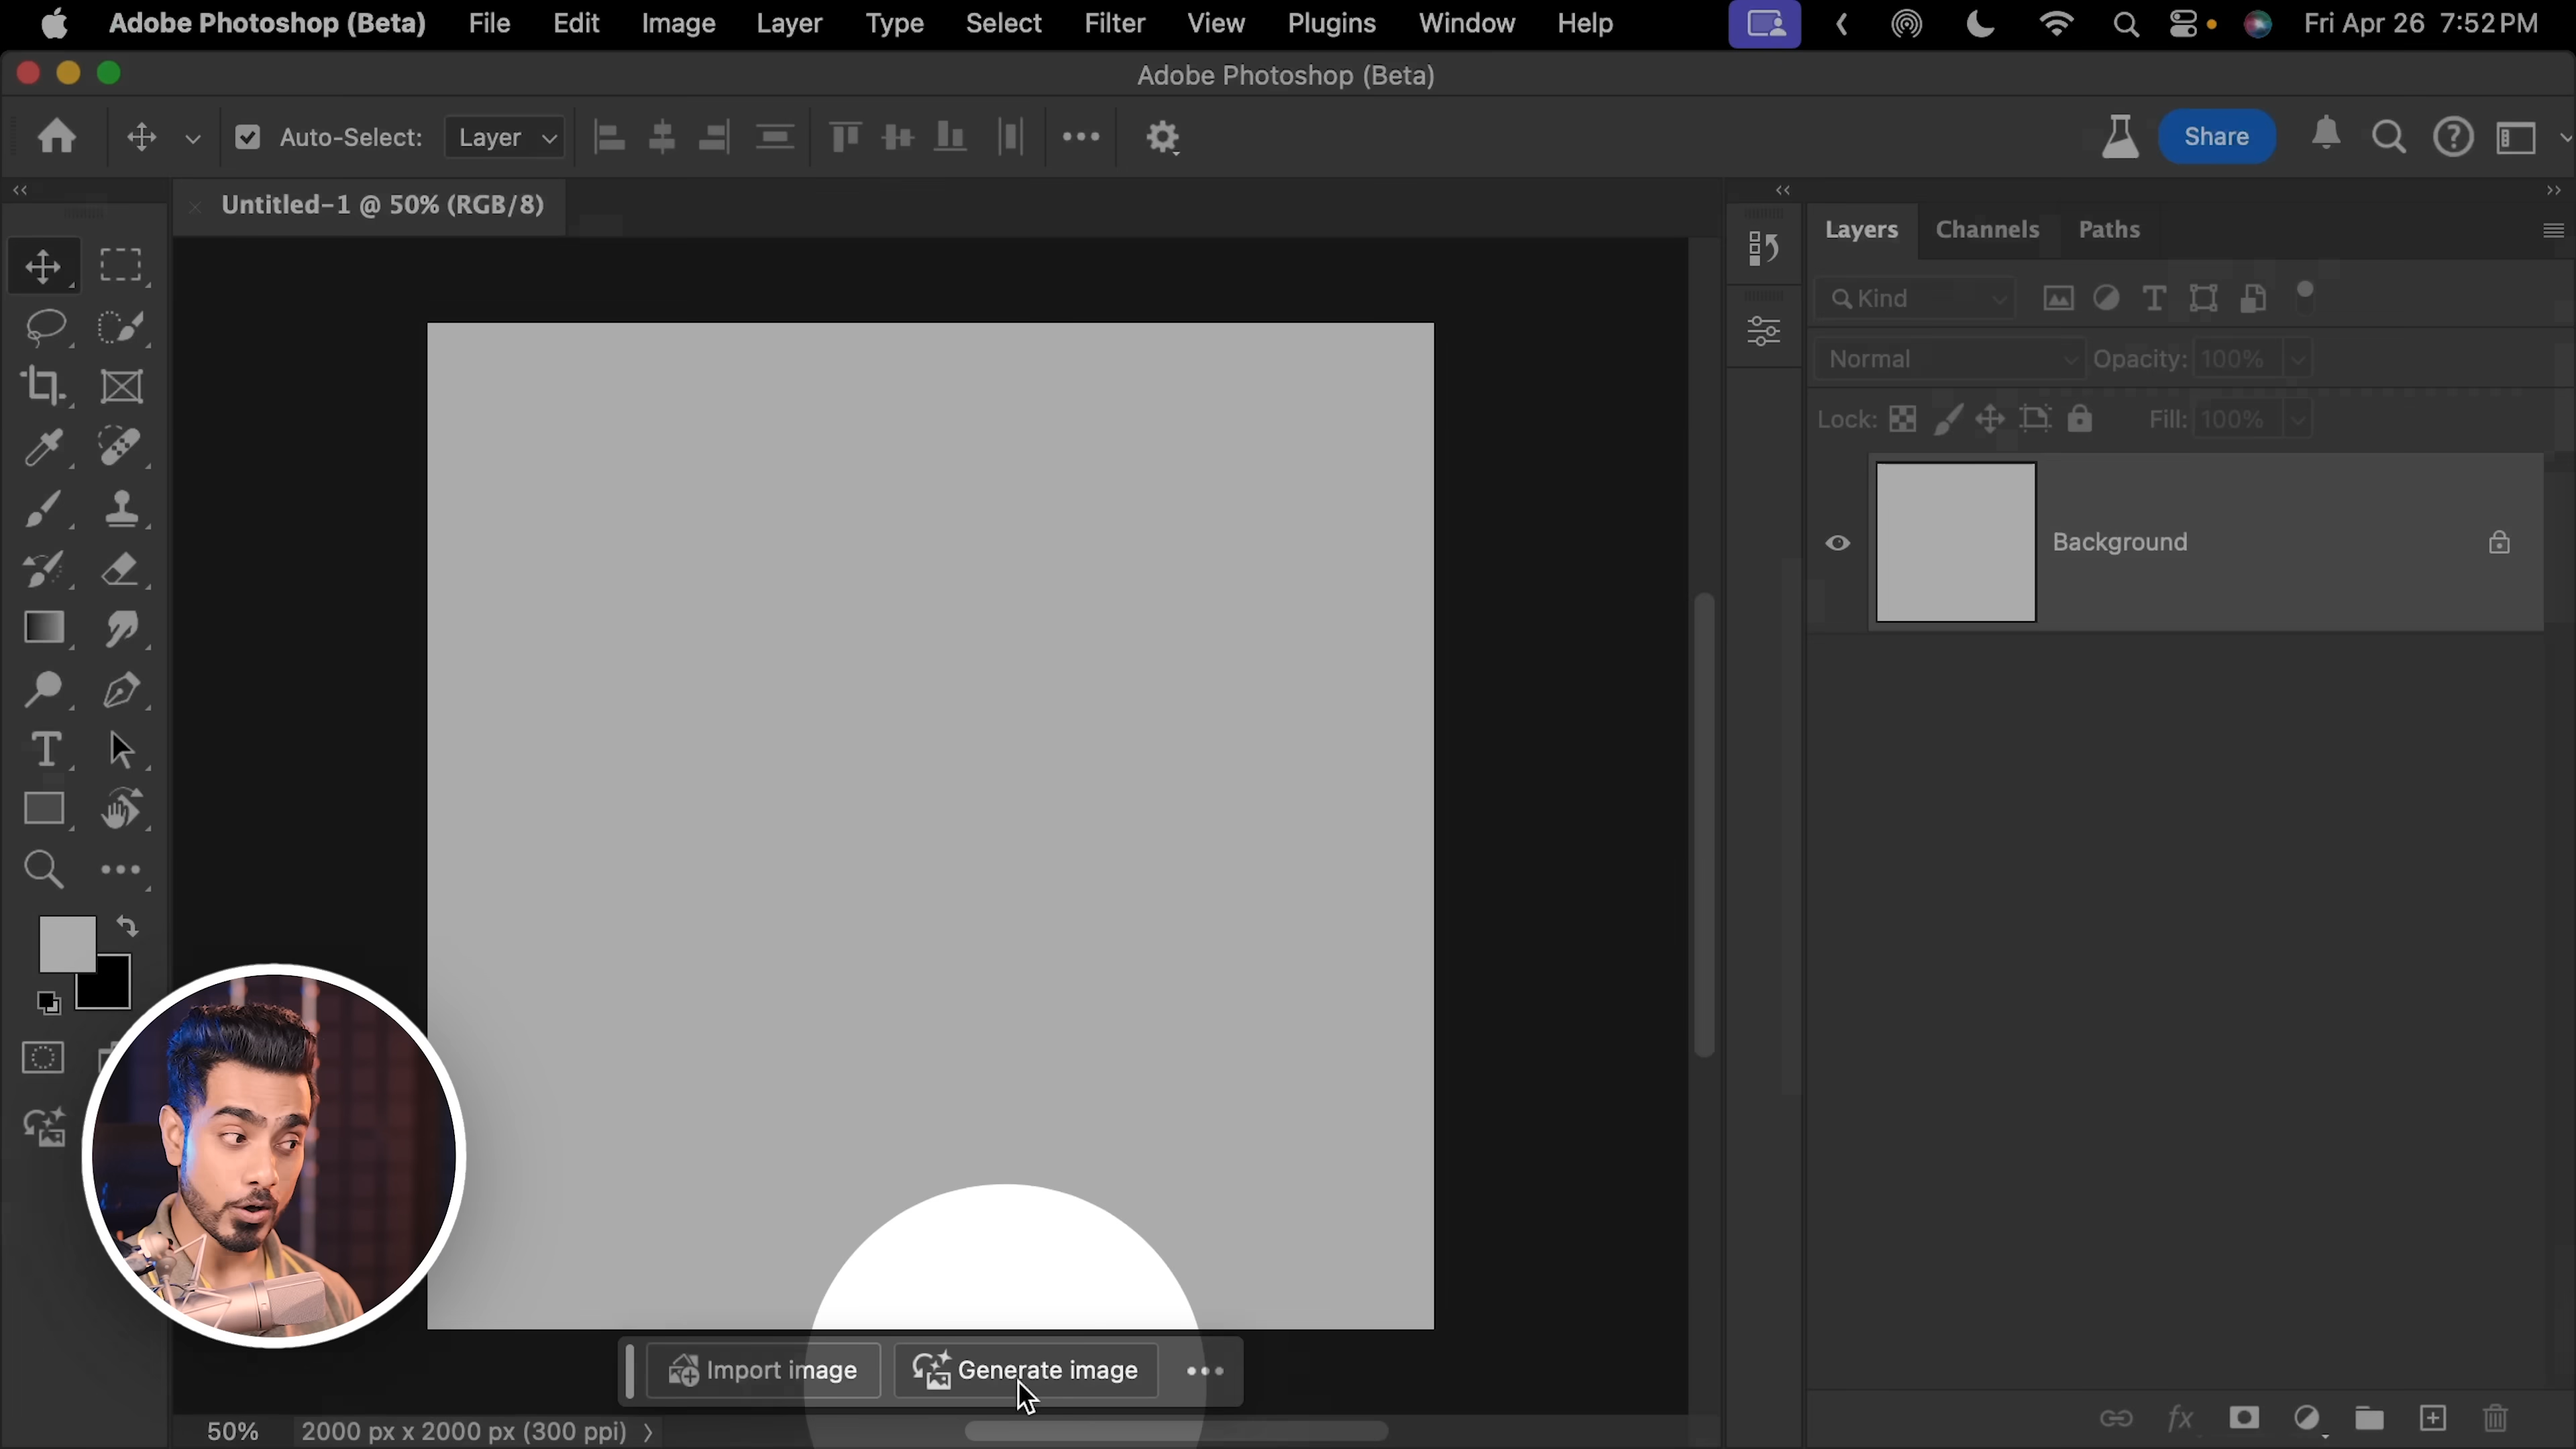 Adobe Photoshop (Beta) File Edit Image Layer Type Select Filter View Plugins Window Help Fri Apr 26 7:52 PM
Adobe Photoshop (Beta)
Auto-Select: Layer Share
Untitled-1 @ 50% (RGB/8)
Layers Channels Paths
Kind
Normal Opacity: 100%
Lock: Fill: 100%
Background
Import image Generate image
50% 2000 px x 2000 px (300 ppi)